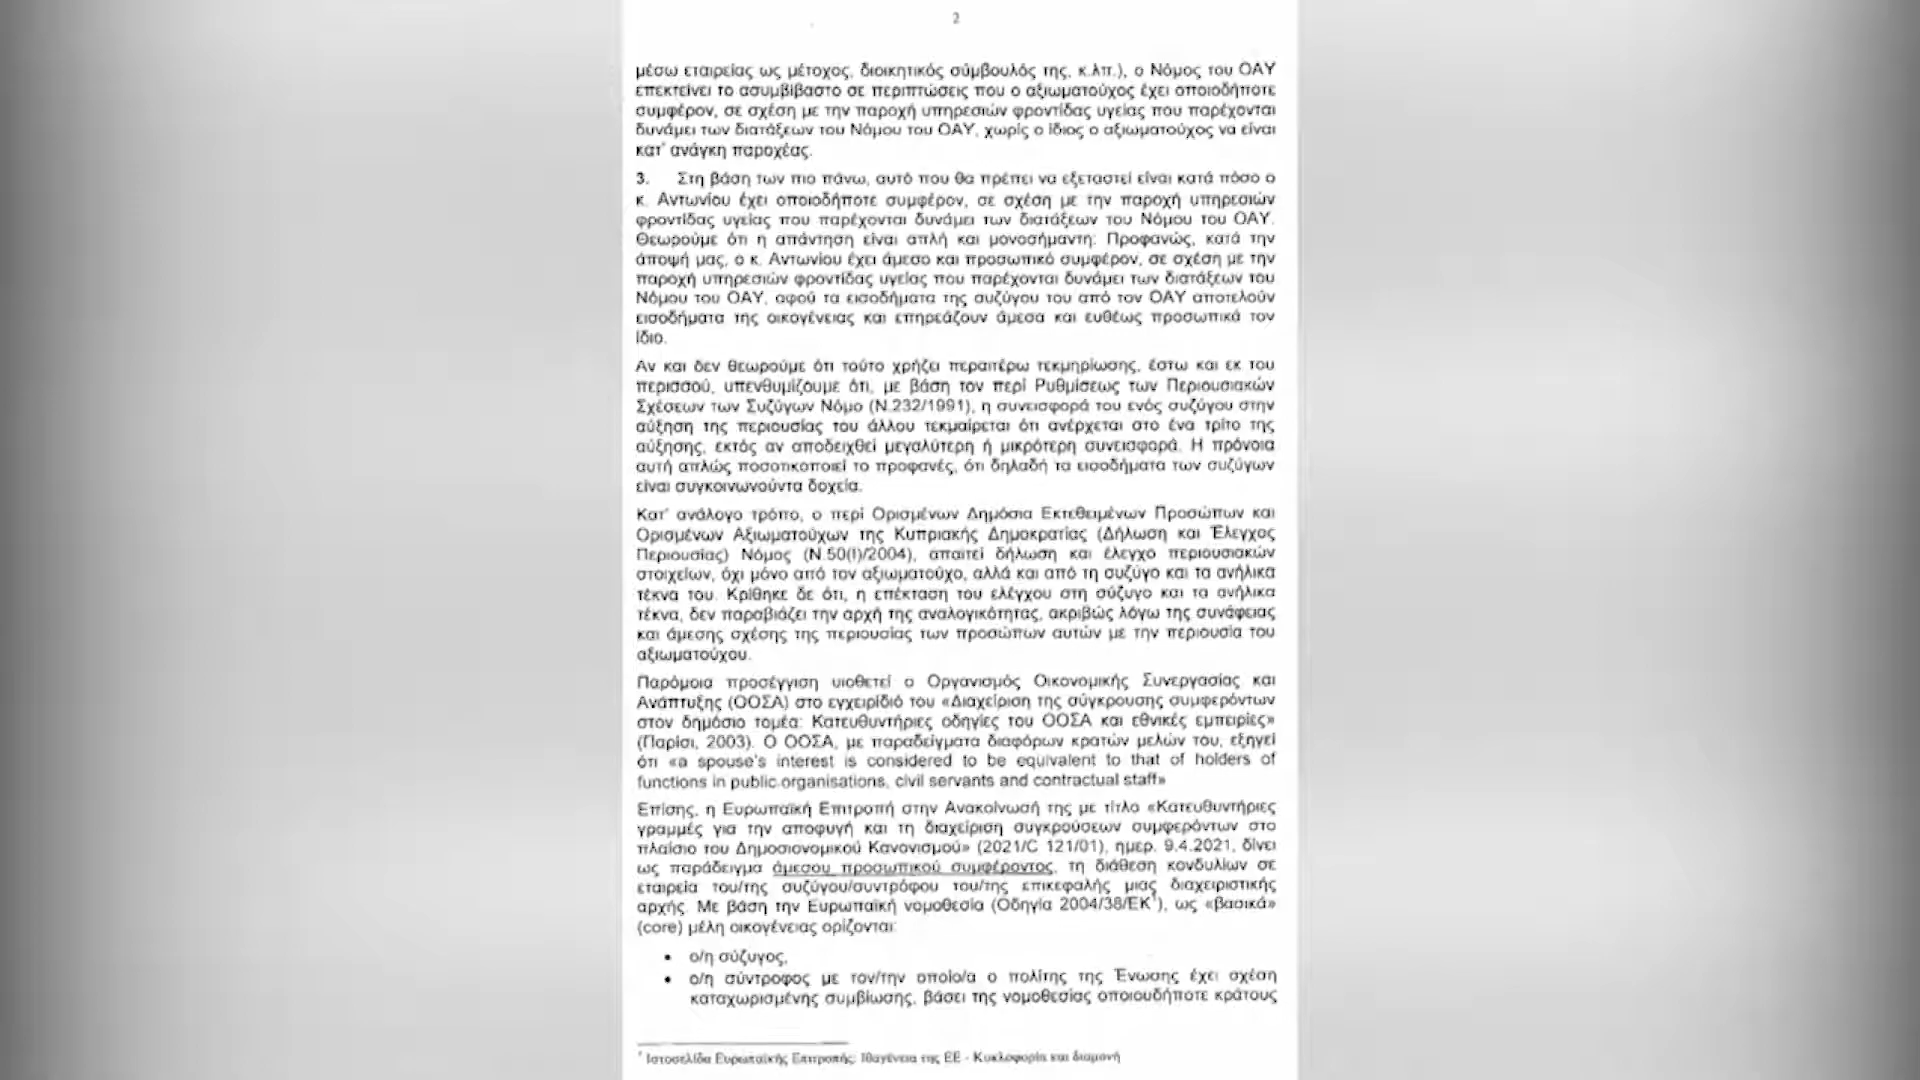 2
μέσω εταιρείας ως μέτοχος, διοικητικός σύμβουλός της, κ.λπ.), ο Νόμος του ΟΑΥ
επεκτείνει το ασυμβίβαστο σε περιπτώσεις που ο αξιωματούχος έχει οποιοδήποτε
συμφέρον, σε σχέση με την παροχή υπηρεσιών φροντίδας υγείας που παρέχονται
δυνάμει των διατάξεων του Νόμου του ΟΑΥ, χωρίς ο ίδιος ο αξιωματούχος να είναι
κατ' ανάγκη παροχέας.
3. Στη βάση των πιο πάνω, αυτό που θα πρέπει να εξεταστεί είναι κατά πόσο ο
κ. Αντωνίου έχει οποιοδήποτε συμφέρον, σε σχέση με την παροχή υπηρεσιών
φροντίδας υγείας που παρέχονται δυνάμει των διατάξεων του Νόμου του ΟΑΥ.
Θεωρούμε ότι η απάντηση είναι απλή και μονοσήμαντη: Προφανώς, κατά την
άποψή μας, ο κ. Αντωνίου έχει άμεσο και προσωπικό συμφέρον, σε σχέση με την
παροχή υπηρεσιών φροντίδας υγείας που παρέχονται δυνάμει των διατάξεων του
Νόμου του ΟΑΥ, αφού τα εισοδήματα της συζύγου του από τον ΟΑΥ αποτελούν
εισοδήματα της οικογένειας και επηρεάζουν άμεσα και ευθέως προσωπικά τον
ίδιο.
Αν και δεν θεωρούμε ότι τούτο χρήζει περαιτέρω τεκμηρίωσης, έστω και εκ του
περισσού, υπενθυμίζουμε ότι, με βάση τον περί Ρυθμίσεως των Περιουσιακών
Σχέσεων των Συζύγων Νόμο (Ν.232/1991), η συνεισφορά του ενός συζύγου στην
αύξηση της περιουσίας του άλλου τεκμαίρεται ότι ανέρχεται στο ένα τρίτο της
αύξησης, εκτός αν αποδειχθεί μεγαλύτερη ή μικρότερη συνεισφορά. Η πρόνοια
αυτή απλώς ποσοτικοποιεί το προφανές, ότι δηλαδή τα εισοδήματα των συζύγων
είναι συγκοινωνούντα δοχεία.
Κατ' ανάλογο τρόπο, ο περί Ορισμένων Δημόσια Εκτεθειμένων Προσώπων και
Ορισμένων Αξιωματούχων της Κυπριακής Δημοκρατίας (Δήλωση και Έλεγχος
Περιουσίας) Νόμος (Ν.50(Ι)/2004), απαιτεί δήλωση και έλεγχο περιουσιακών
στοιχείων, όχι μόνο από τον αξιωματούχο, αλλά και από τη συζύγο και τα ανήλικα
τέκνα του. Κρίθηκε δε ότι, η επέκταση του ελέγχου στη σύζυγο και τα ανήλικα
τέκνα, δεν παραβιάζει την αρχή της αναλογικότητας, ακριβώς λόγω της συνάφειας
και άμεσης σχέσης της περιουσίας των προσώπων αυτών με την περιουσία του
αξιωματούχου.
Παρόμοια προσέγγιση υιοθετεί ο Οργανισμός Οικονομικής Συνεργασίας και
Ανάπτυξης (ΟΟΣΑ) στο εγχειρίδιό του «Διαχείριση της σύγκρουσης συμφερόντων
στον δημόσιο τομέα: Κατευθυντήριες οδηγίες του ΟΟΣΑ και εθνικές εμπειρίες»
(Παρίσι, 2003). Ο ΟΟΣΑ, με παραδείγματα διαφόρων κρατών μελών του, εξηγεί
ότι «a spouse's interest is considered to be equivalent to that of holders of
functions in public organisations, civil servants and contractual staff»
Επίσης, η Ευρωπαϊκή Επιτροπή στην Ανακοίνωσή της με τίτλο «Κατευθυντήριες
γραμμές για την αποφυγή και τη διαχείριση συγκρούσεων συμφερόντων στο
πλαίσιο του Δημοσιονομικού Κανονισμού» (2021/C 121/01), ημερ. 9.4.2021, δίνει
ως παράδειγμα άμεσου προσωπικού συμφέροντος, τη διάθεση κονδυλίων σε
εταιρεία του/της συζύγου/συντρόφου του/της επικεφαλής μιας διαχειριστικής
αρχής. Με βάση την Ευρωπαϊκή νομοθεσία (Οδηγία 2004/38/ΕΚ¹), ως «βασικά»
(core) μέλη οικογένειας ορίζονται:
• ο/η σύζυγος,
• ο/η σύντροφος με τον/την οποίο/α ο πολίτης της Ένωσης έχει σχέση
καταχωρισμένης συμβίωσης, βάσει της νομοθεσίας οποιουδήποτε κράτους
¹ Ιστοσελίδα Ευρωπαϊκής Επιτροπής: Ιθαγένεια της ΕΕ - Κυκλοφορία και διαμονή